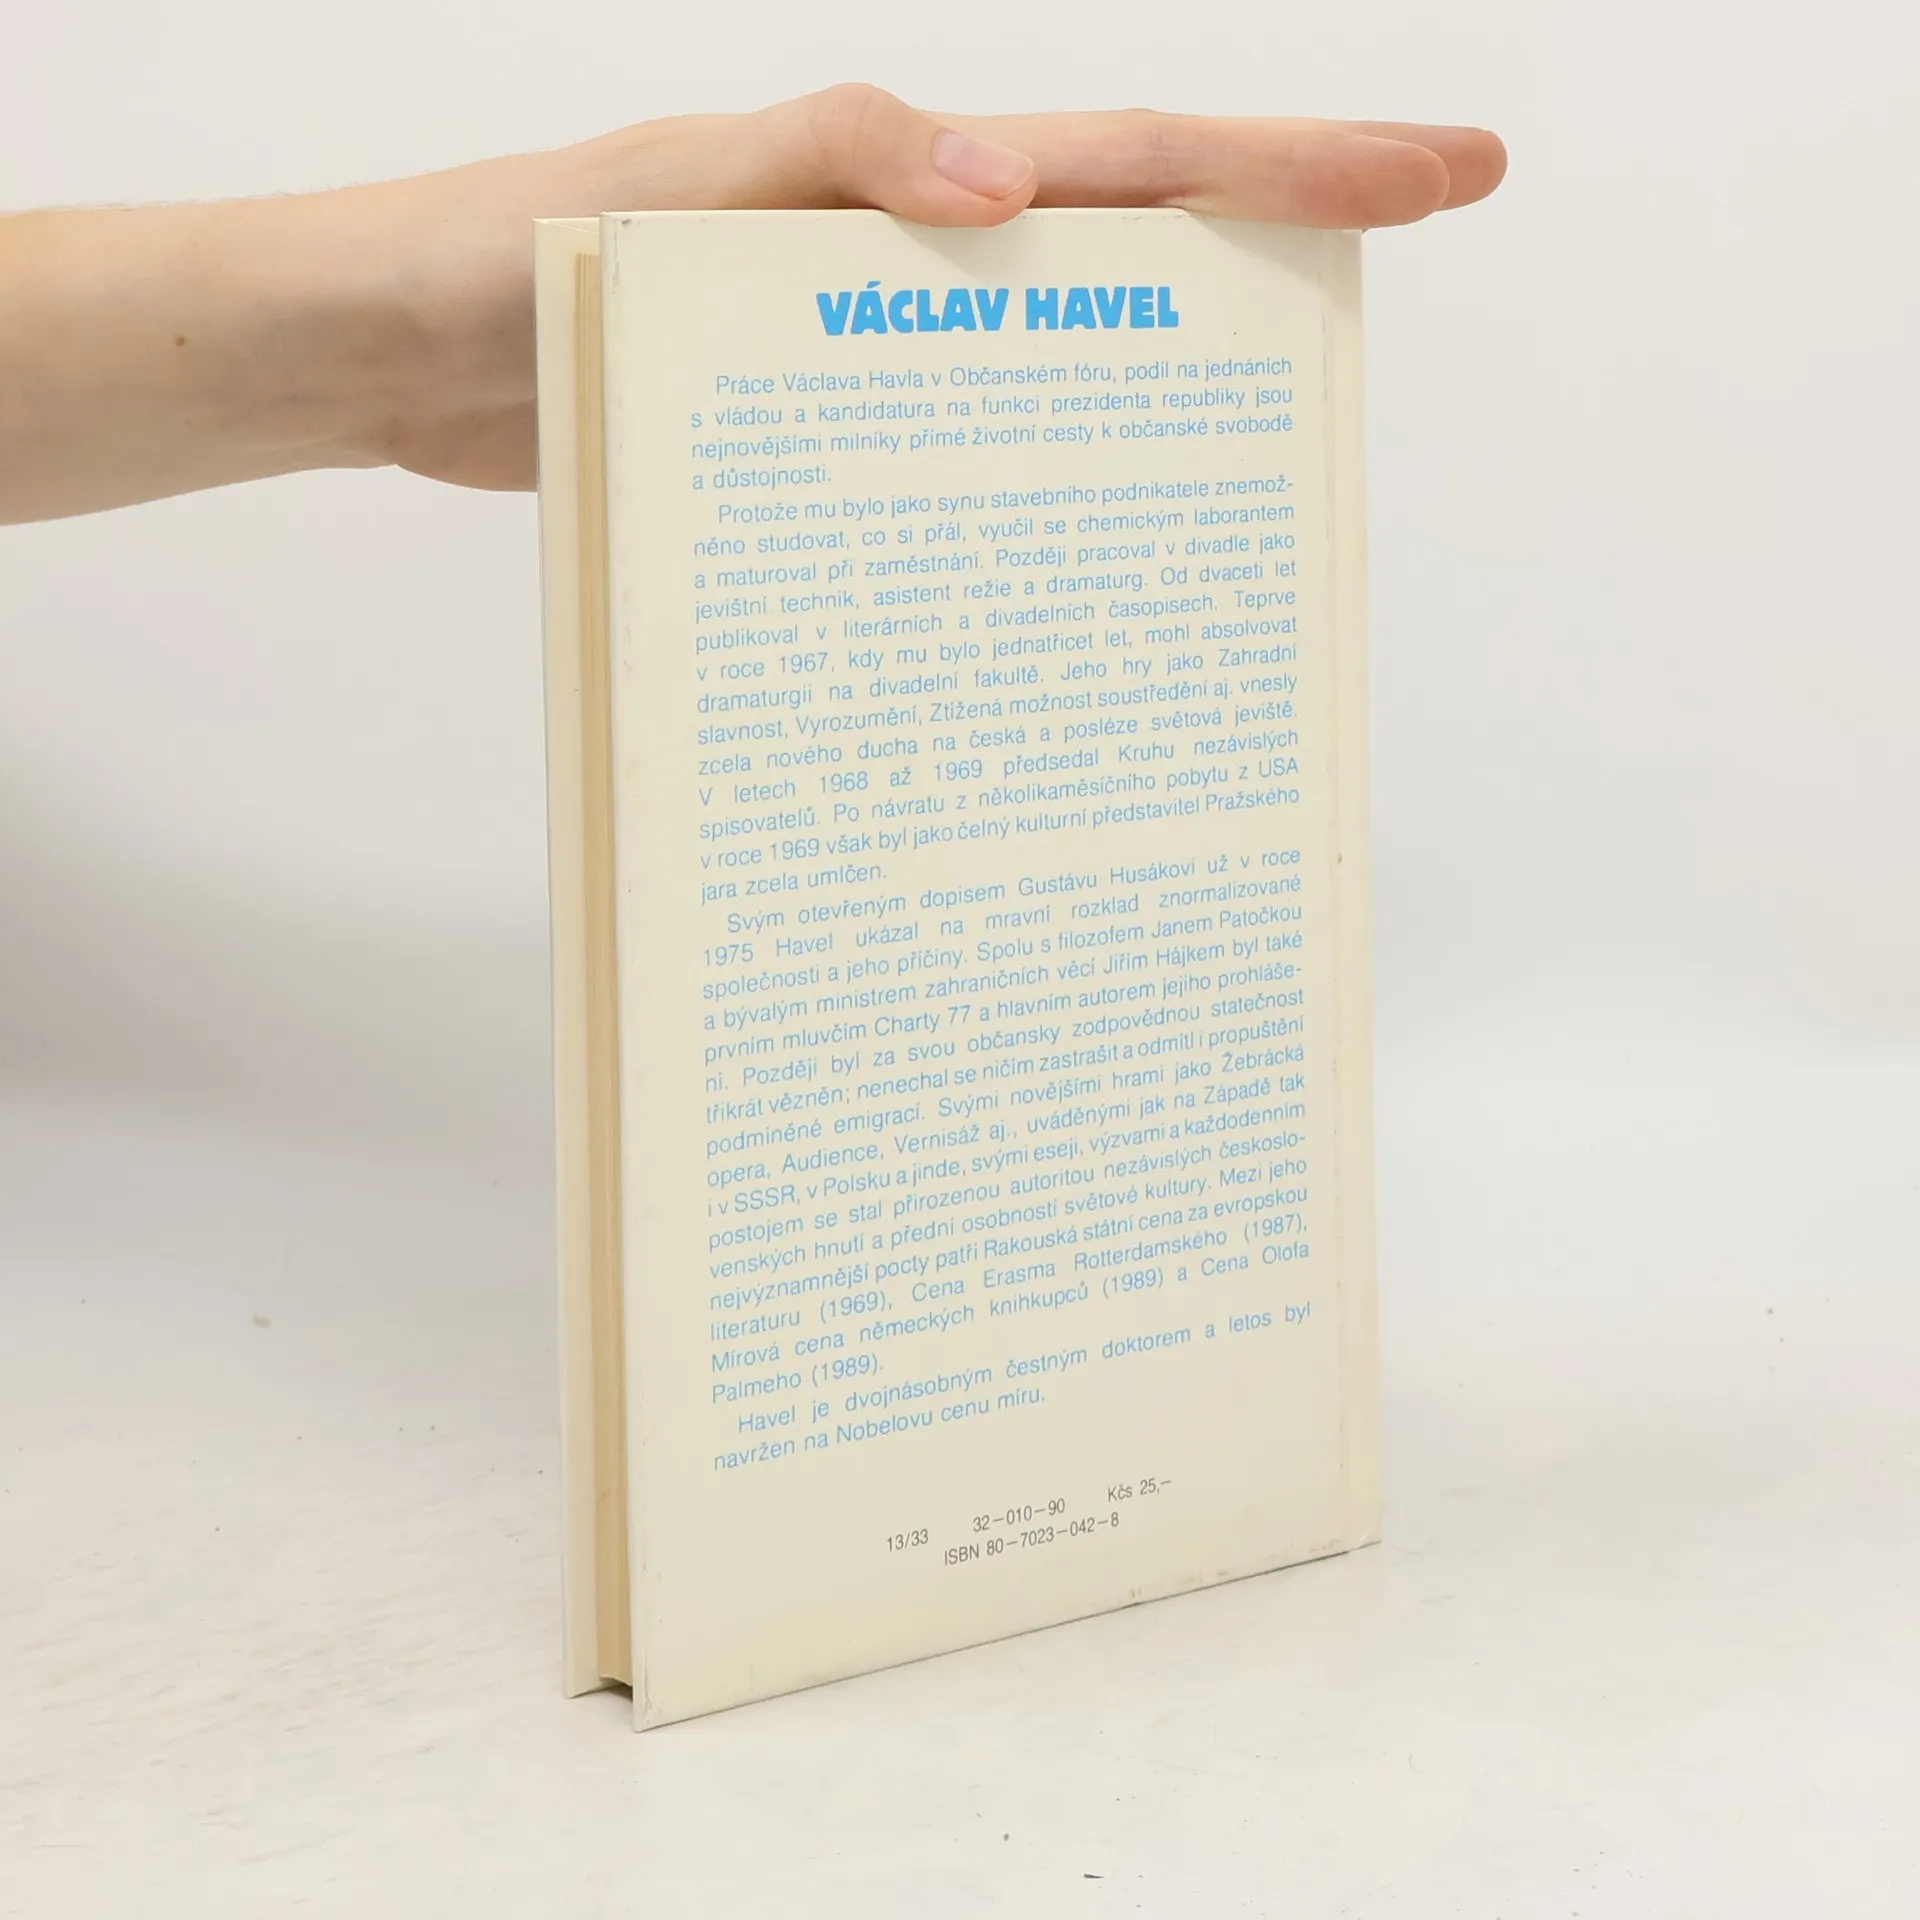 VÁCLAV HAVEL
Práce Václava Havla v Občanském fóru, podíl na jednáních
s vládou a kandidatura na funkci prezidenta republiky jsou
nejnovějšími milníky přímé životní cesty k občanské svobodě
a důstojnosti.
Protože mu bylo jako synu stavebního podnikatele znemož-
něno studovat, co si přál, vyučil se chemickým laborantem
a maturoval při zaměstnání. Později pracoval v divadle jako
jevištní technik, asistent režie a dramaturg. Od dvaceti let
publikoval v literárních a divadelních časopisech. Teprve
v roce 1967, kdy mu bylo jednatřicet let, mohl absolvovat
dramaturgii na divadelní fakultě. Jeho hry jako Zahradní
slavnost, Vyrozumění, Ztížená možnost soustředění aj. vnesly
zcela nového ducha na česká a posléze světová jeviště.
V letech 1968 až 1969 předsedal Kruhu nezávislých
spisovatelů. Po návratu z několikaměsíčního pobytu z USA
v roce 1969 však byl jako čelný kulturní představitel Pražského
jara zcela umlčen.
Svým otevřeným dopisem Gustávu Husákovi už v roce
1975 Havel ukázal na mravní rozklad znormalizované
společnosti a jeho příčiny. Spolu s filozofem Janem Patočkou
a bývalým ministrem zahraničních věcí Jiřím Hájkem byl také
prvním mluvčím Charty 77 a hlavním autorem jejího prohláše-
ní. Později byl za svou občansky zodpovědnou statečnost
třikrát vězněn; nenechal se ničím zastrašit a odmítl i propuštění
podmíněné emigrací. Svými novějšími hrami jako Žebrácká
opera, Audience, Vernisáž aj., uváděnými jak na Západě tak
i v SSSR, v Polsku a jinde, svými eseji, výzvami a každodenním
postojem se stal přirozenou autoritou nezávislých českoslo-
venských hnutí a přední osobností světové kultury. Mezi jeho
nejvýznamnější pocty patří Rakouská státní cena za evropskou
literaturu (1969), Cena Erasma Rotterdamského (1987),
Mírová cena německých knihkupců (1989) a Cena Olofa
Palmeho (1989).
Havel je dvojnásobným čestným doktorem a letos byl
navržen na Nobelovu cenu míru.
13/33 32-010-90 Kčs 25,-
ISBN 80-7023-042-8